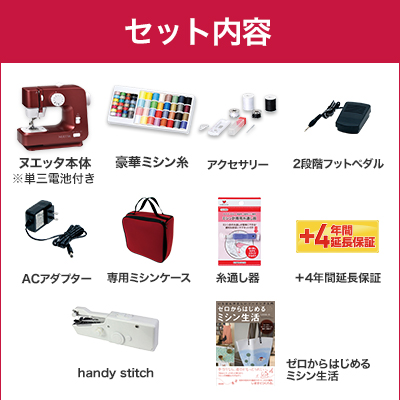 セット内容
ヌエッタ本体
※単三電池付き
豪華ミシン糸
アクセサリー
2段階フットペダル
ACアダプター
専用ミシンケース
糸通し器
+4年間
延長保証
+4年間延長保証
handy stitch
ゼロからはじめる
ミシン生活
ゼロからはじめる
ミシン生活